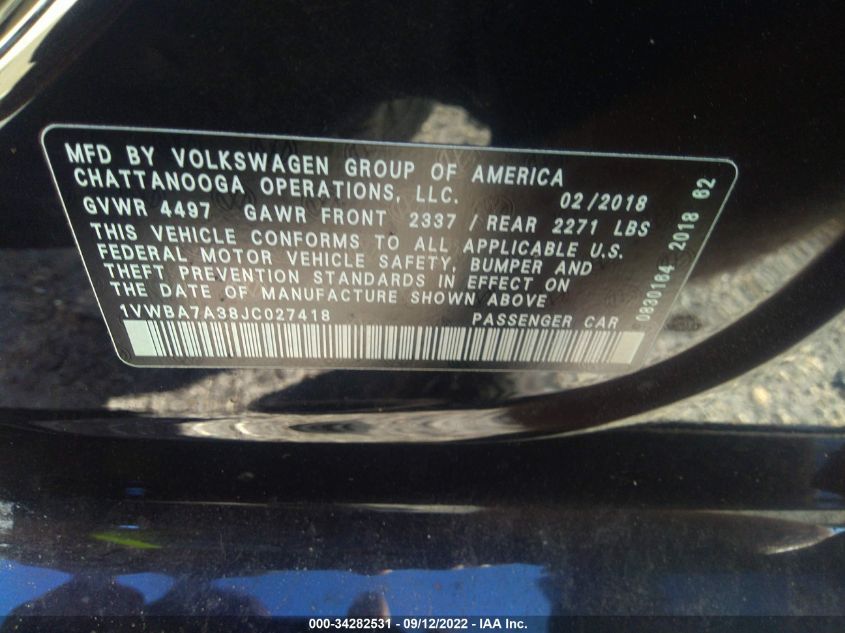 MFD BY VOLKSWAGEN GROUP OF AMERICA
CHATTANOOGA OPERATIONS, LLC. 02/2018
GVWR 4497 GAWR FRONT 2337 / REAR 2271 LBS
THIS VEHICLE CONFORMS TO ALL APPLICABLE U.S.
FEDERAL MOTOR VEHICLE SAFETY, BUMPER AND
THEFT PREVENTION STANDARDS IN EFFECT ON
THE DATE OF MANUFACTURE SHOWN ABOVE
1VWBA7A38JC027418 PASSENGER CAR
0830164 2018 62
000-34282531 - 09/12/2022 - IAA Inc.